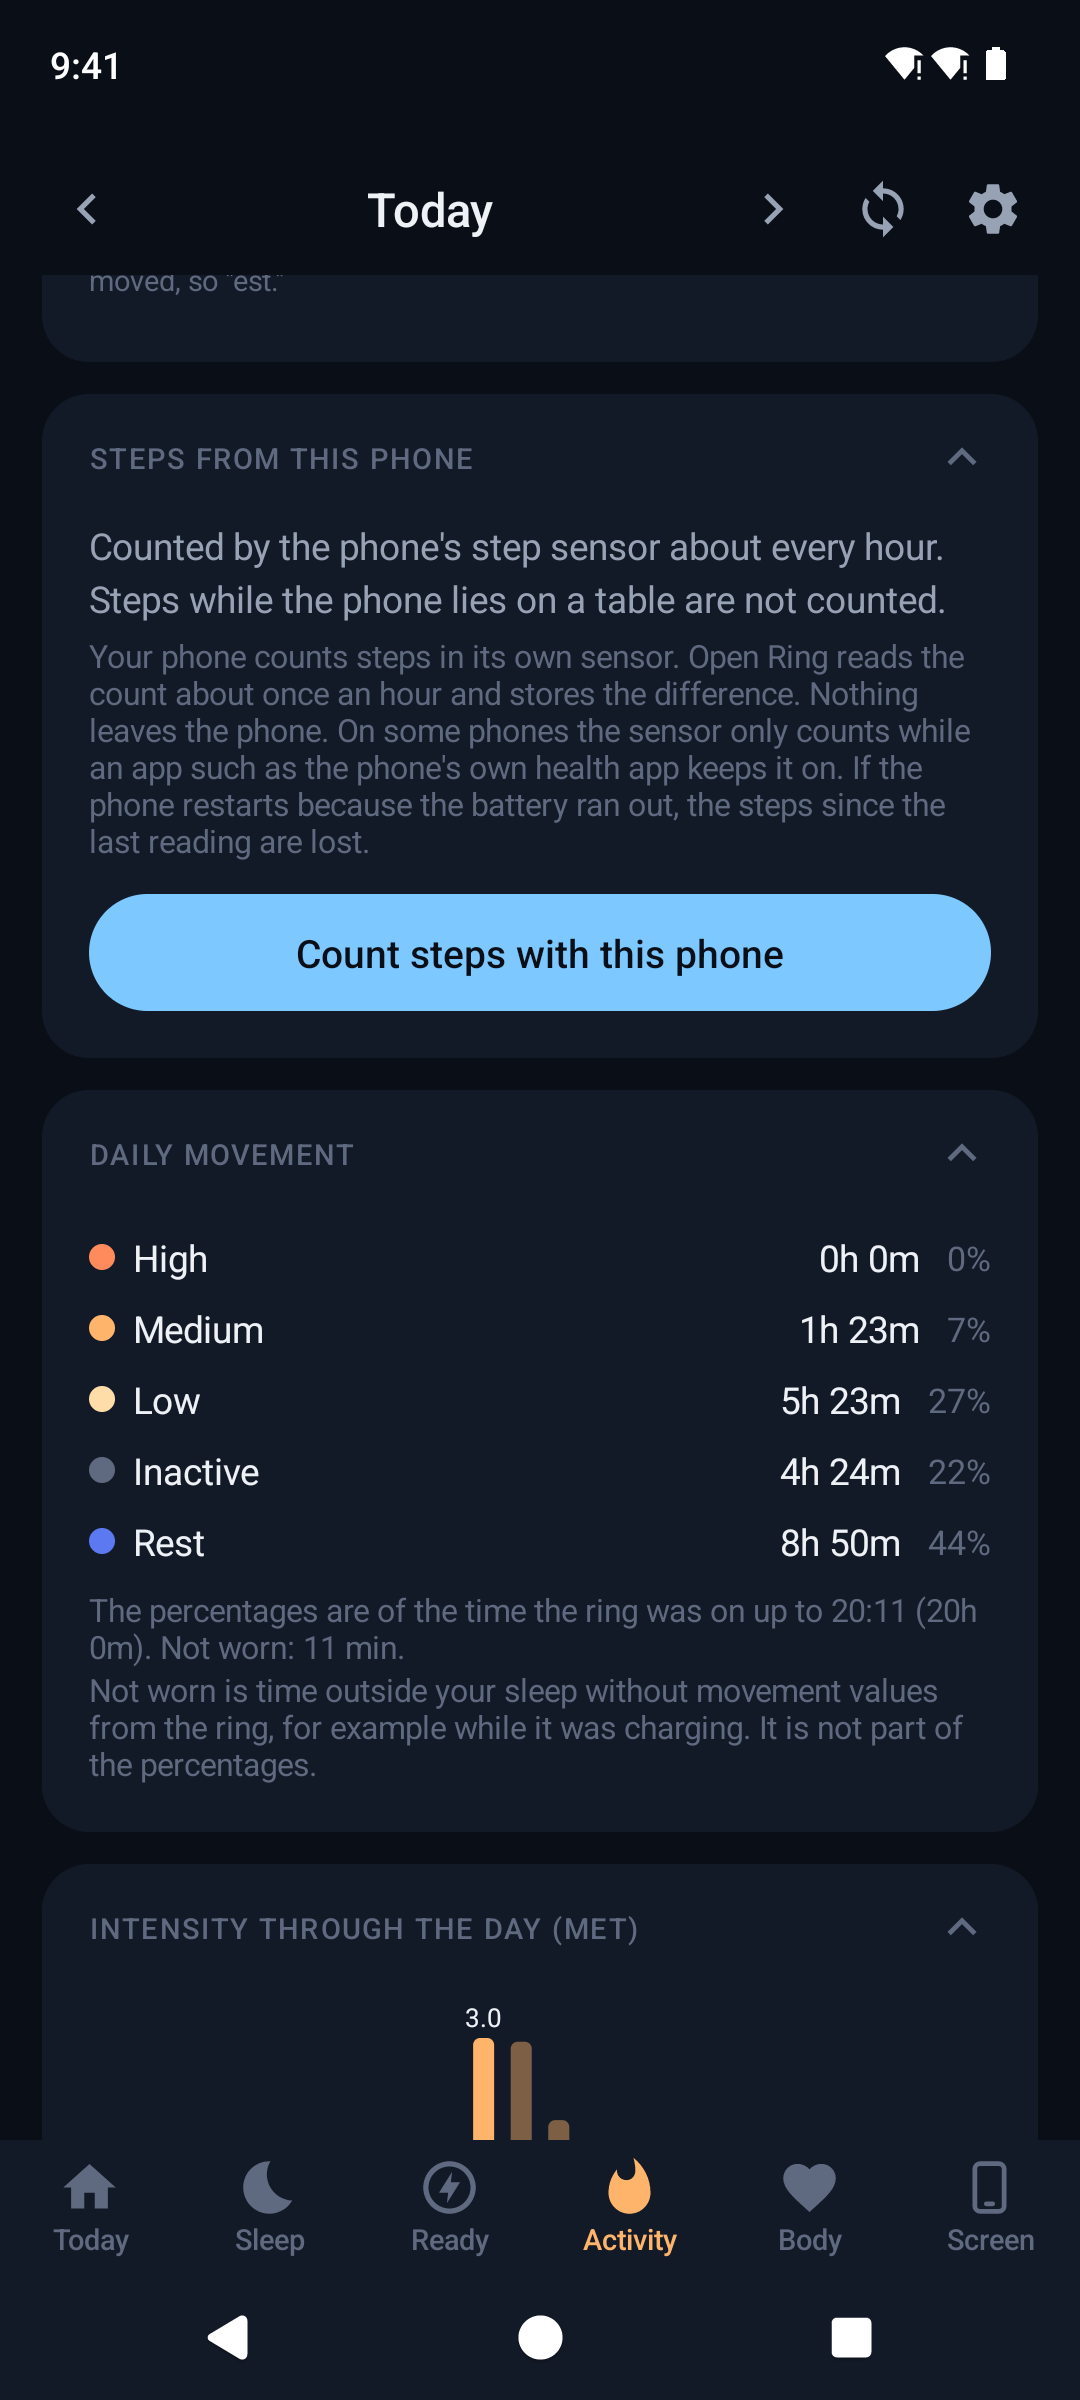 9:41
Today
moved, so "est."
STEPS FROM THIS PHONE
Counted by the phone's step sensor about every hour.
Steps while the phone lies on a table are not counted.
Your phone counts steps in its own sensor. Open Ring reads the
count about once an hour and stores the difference. Nothing
leaves the phone. On some phones the sensor only counts while
an app such as the phone's own health app keeps it on. If the
phone restarts because the battery ran out, the steps since the
last reading are lost.
Count steps with this phone
DAILY MOVEMENT
High 0h 0m 0%
Medium 1h 23m 7%
Low 5h 23m 27%
Inactive 4h 24m 22%
Rest 8h 50m 44%
The percentages are of the time the ring was on up to 20:11 (20h
0m). Not worn: 11 min.
Not worn is time outside your sleep without movement values
from the ring, for example while it was charging. It is not part of
the percentages.
INTENSITY THROUGH THE DAY (MET)
3.0
Today Sleep Ready Activity Body Screen